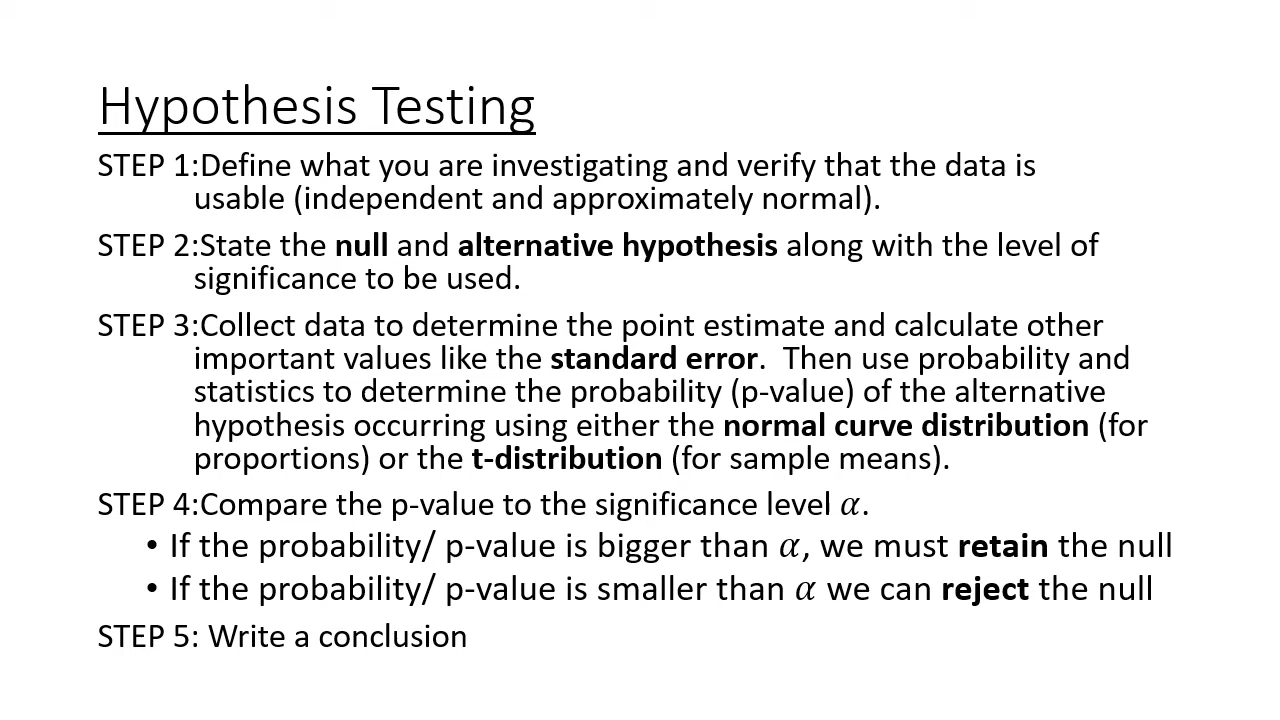 Hypothesis Testing
STEP 1:Define what you are investigating and verify that the data is
usable (independent and approximately normal).
STEP 2:State the null and alternative hypothesis along with the level of
significance to be used.
STEP 3:Collect data to determine the point estimate and calculate other
important values like the standard error. Then use probability and
statistics to determine the probability (p-value) of the alternative
hypothesis occurring using either the normal curve distribution (for
proportions) or the t-distribution (for sample means).
STEP 4:Compare the p-value to the significance level α.
• If the probability/ p-value is bigger than α, we must retain the null
• If the probability/ p-value is smaller than α we can reject the null
STEP 5: Write a conclusion